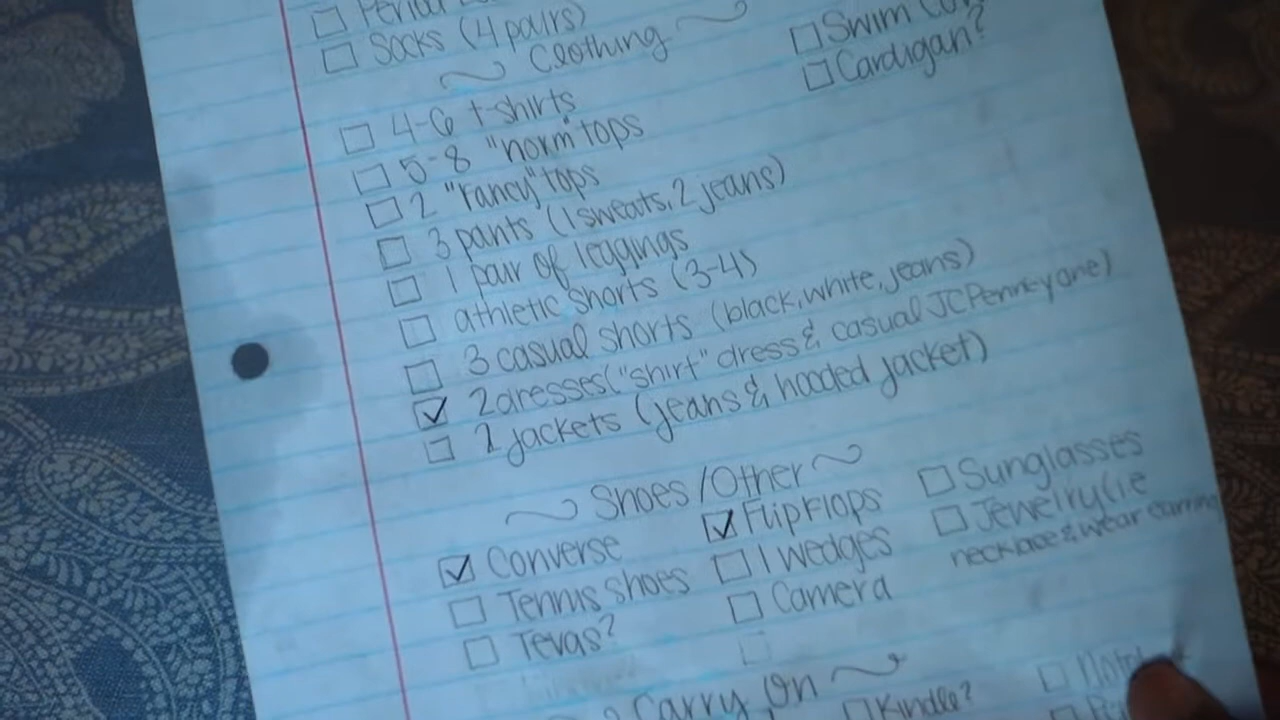 Socks (4 pairs)
Swim
~ Clothing ~
Cardigan?
4-6 t-shirts
5-8 "norm" tops
2 "fancy" tops
3 pants (1 sweats, 2 jeans)
1 pair of leggings
athletic shorts (3-4)
3 casual shorts (black, white, jeans)
2 dresses ("shirt" dress & casual JCPenney one)
2 jackets (jeans & hooded jacket)
~ Shoes/Other ~
Sunglasses
Converse
Flip Flops
Jewelry (ie
necklace & wear
Tennis shoes
1 wedges
Tevas?
Camera
Carry On ~
Kindle?